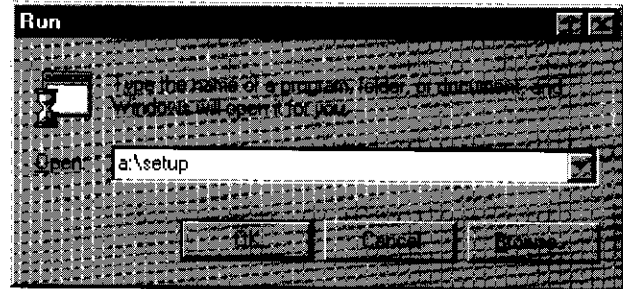 Run
Type the name of a program, folder, or document, and
Windows will open it for you.
Open:
a:\setup
OK
Cancel
Browse...